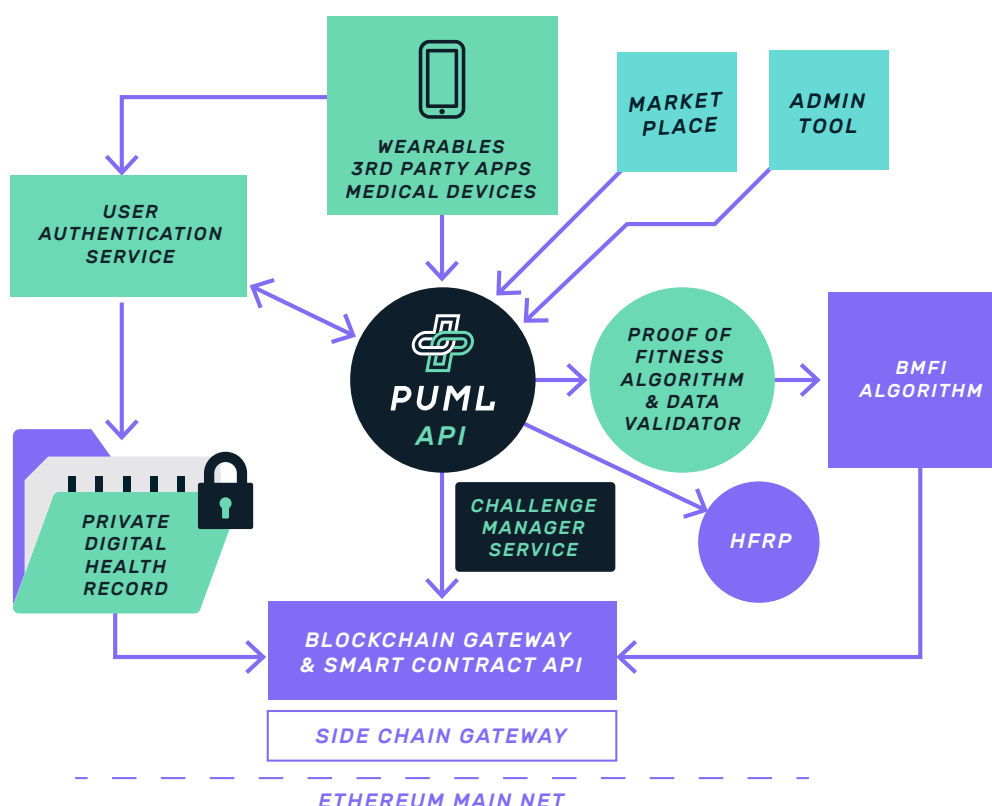 WEARABLES
3RD PARTY APPS
MEDICAL DEVICES
MARKET
PLACE
ADMIN
TOOL
USER
AUTHENTICATION
SERVICE
PUML
API
PROOF OF
FITNESS
ALGORITHM
& DATA
VALIDATOR
BMFI
ALGORITHM
CHALLENGE
MANAGER
SERVICE
HFRP
PRIVATE
DIGITAL
HEALTH
RECORD
BLOCKCHAIN GATEWAY
& SMART CONTRACT API
SIDE CHAIN GATEWAY
ETHEREUM MAIN NET